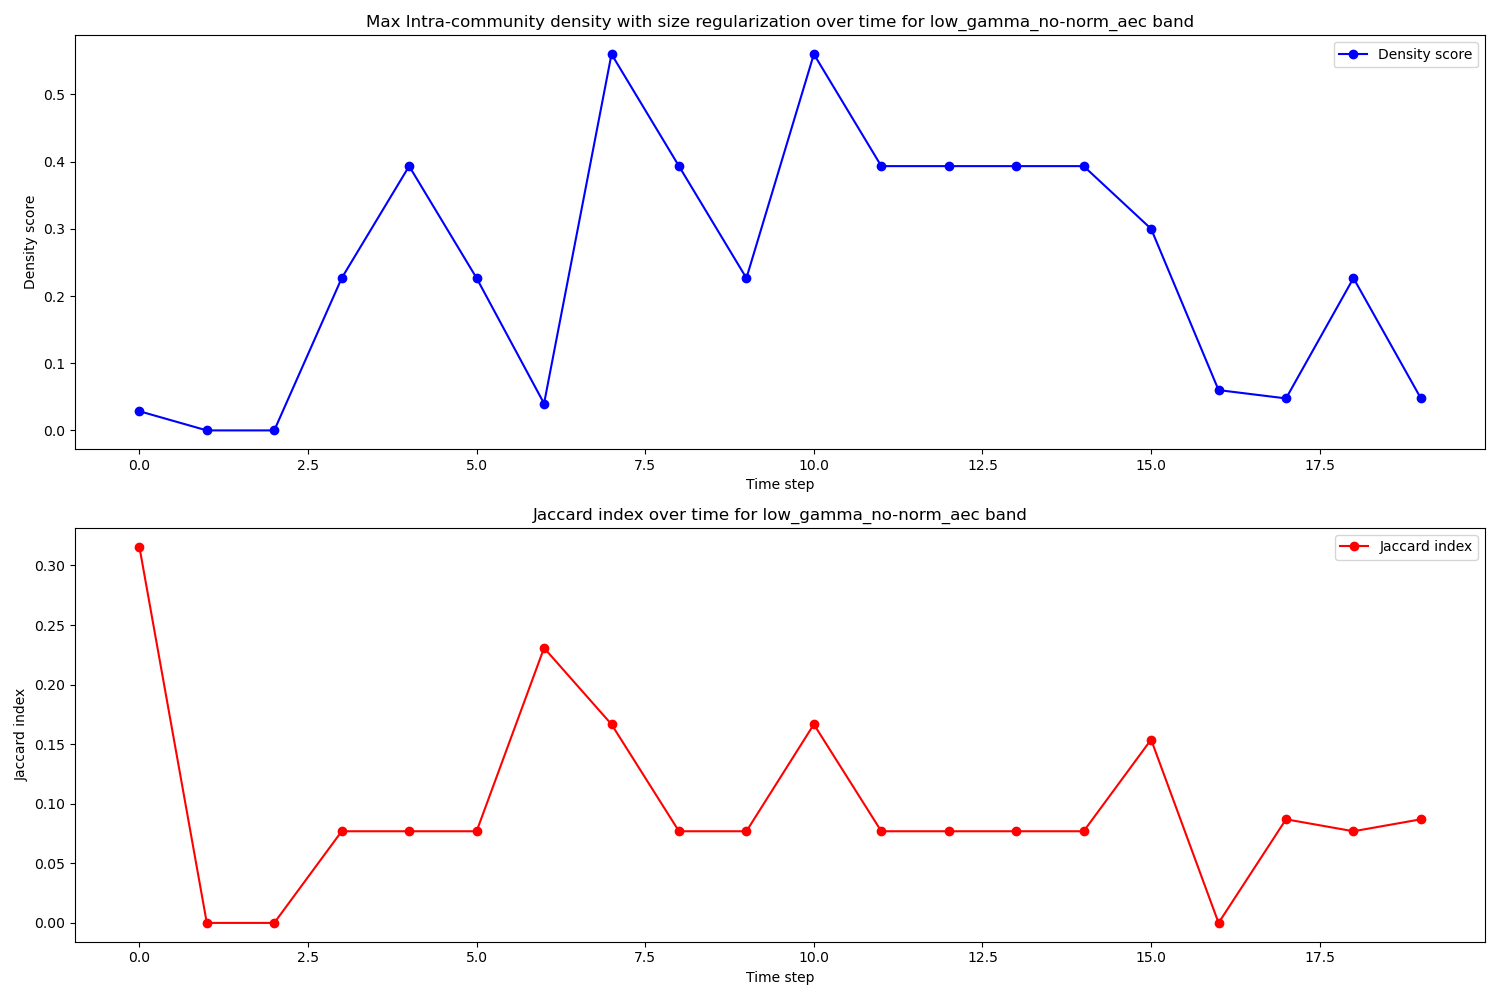 Max Intra-community density with size regularization over time for low_gamma_no-norm_aec band
Density score
Density score
0.5
0.4
0.3
0.2
0.1
0.0
0.0 2.5 5.0 7.5 10.0 12.5 15.0 17.5
Time step
Jaccard index over time for low_gamma_no-norm_aec band
Jaccard index
Jaccard index
0.30
0.25
0.20
0.15
0.10
0.05
0.00
0.0 2.5 5.0 7.5 10.0 12.5 15.0 17.5
Time step